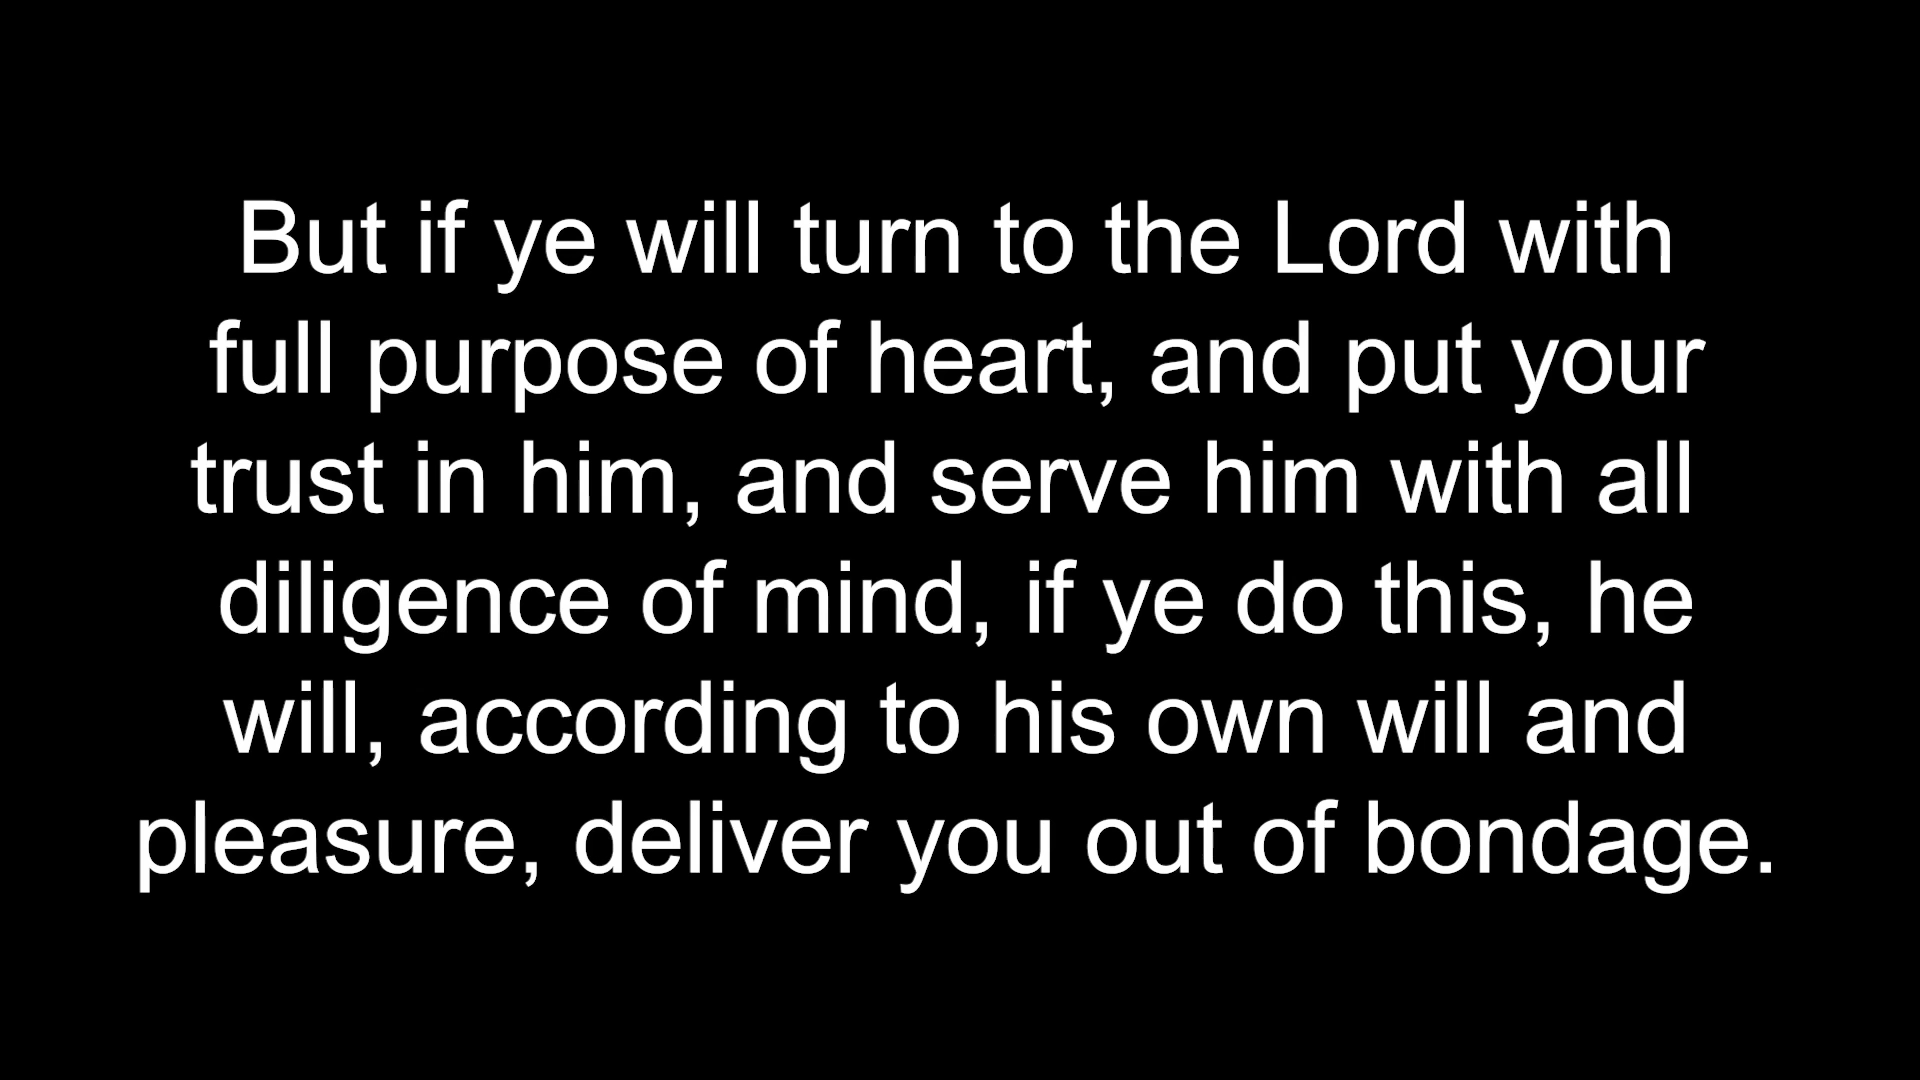 But if ye will turn to the Lord with
full purpose of heart, and put your
trust in him, and serve him with all
diligence of mind, if ye do this, he
will, according to his own will and
pleasure, deliver you out of bondage.